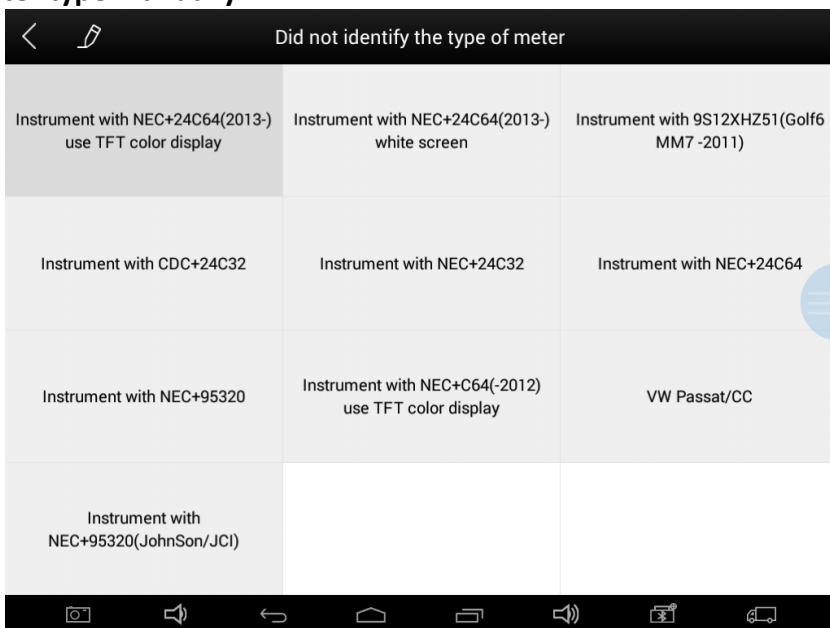 Did not identify the type of meter
Instrument with NEC+24C64(2013-)
use TFT color display
Instrument with NEC+24C64(2013-)
white screen
Instrument with 9S12XHZ51(Golf6
MM7 -2011)
Instrument with CDC+24C32
Instrument with NEC+24C32
Instrument with NEC+24C64
Instrument with NEC+95320
Instrument with NEC+C64(-2012)
use TFT color display
VW Passat/CC
Instrument with
NEC+95320(JohnSon/JCI)